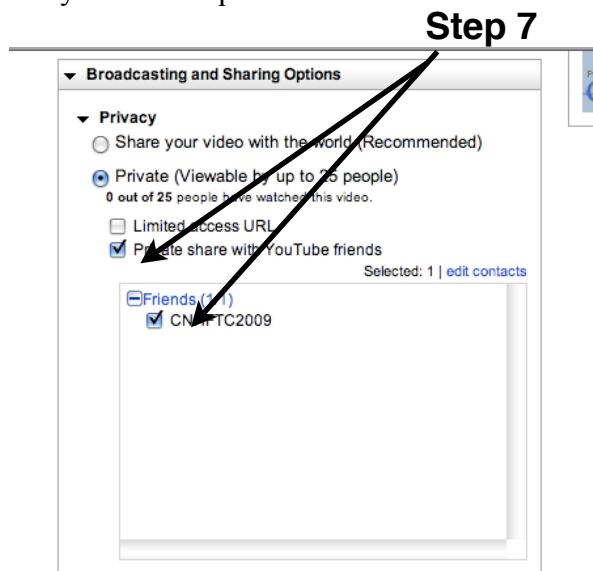 Step 7
Broadcasting and Sharing Options
Privacy
Share your video with the world (Recommended)
Private (Viewable by up to 25 people)
0 out of 25 people have watched this video.
Limited access URL
Private share with YouTube friends
Selected: 1 | edit contacts
Friends (1/1)